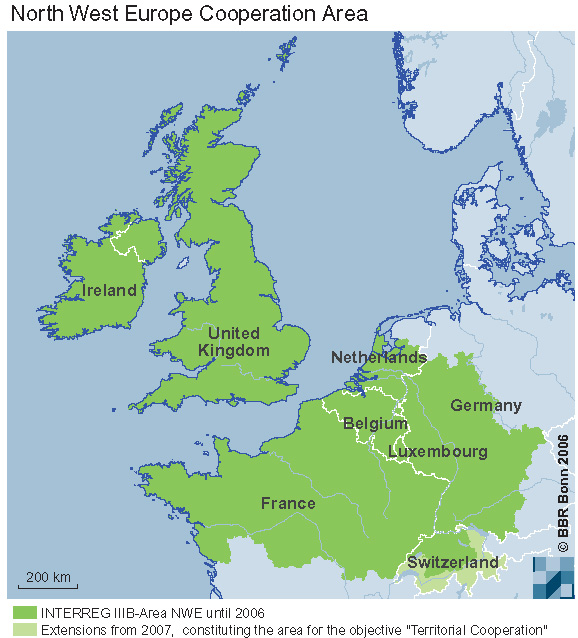 North West Europe Cooperation Area
Ireland
United
Kingdom
Netherlands
Germany
Belgium
Luxembourg
France
Switzerland
© BBR Bonn 2006
200 km
INTERREG IIIB-Area NWE until 2006
Extensions from 2007, constituting the area for the objective "Territorial Cooperation"